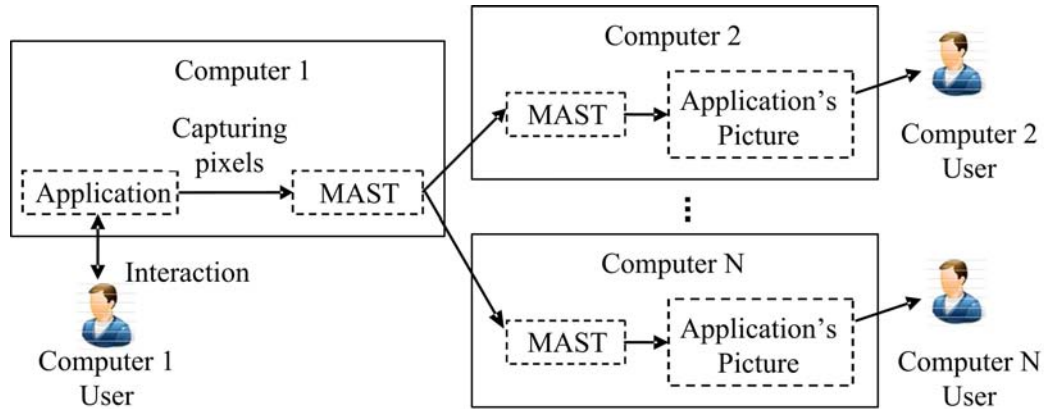 Computer 1
Capturing
pixels
Application
MAST
Interaction
Computer 1
User
Computer 2
MAST
Application's
Picture
Computer 2
User
Computer N
MAST
Application's
Picture
Computer N
User